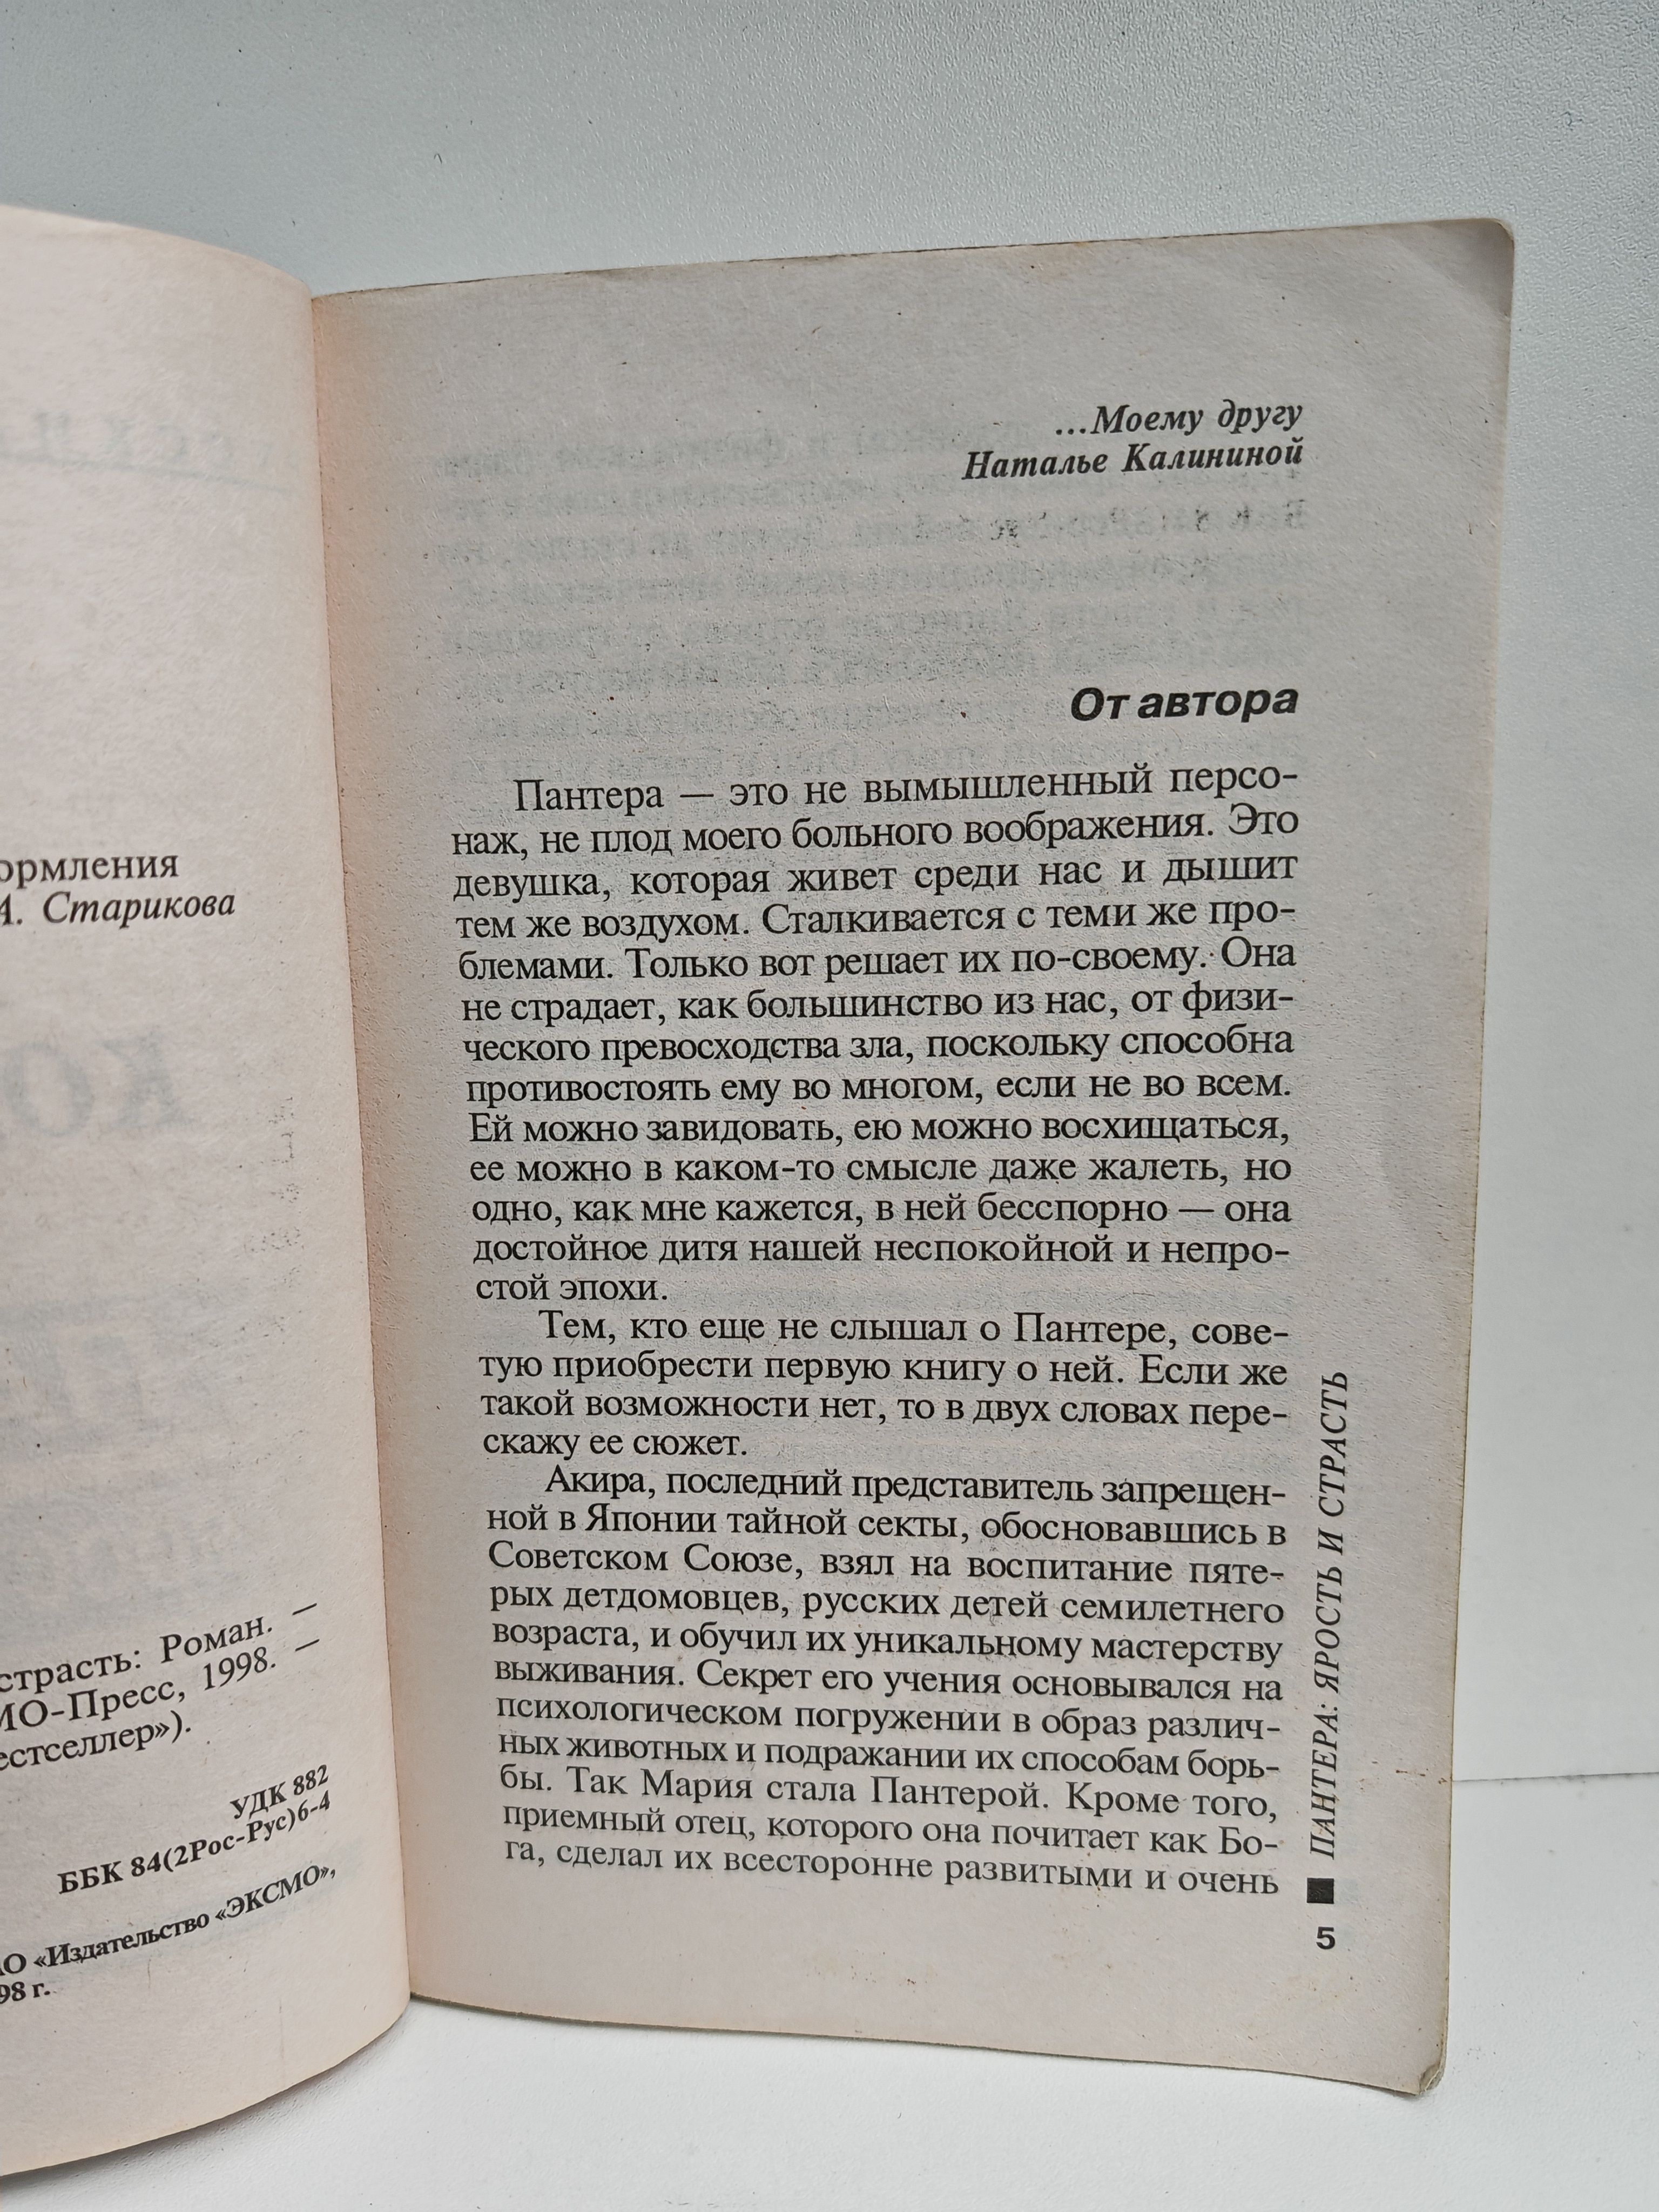 ормления
А. Старикова
страсть: Роман. —
МО-Пресс, 1998. —
естселлер»).
УДК 882
ББК 84(2Рос-Рус)6-4
АО «Издательство «ЭКСМО»,
98 г.
...Моему другу
Наталье Калининой
От автора
Пантера — это не вымышленный персо-
наж, не плод моего больного воображения. Это
девушка, которая живет среди нас и дышит
тем же воздухом. Сталкивается с теми же про-
блемами. Только вот решает их по-своему. Она
не страдает, как большинство из нас, от физи-
ческого превосходства зла, поскольку способна
противостоять ему во многом, если не во всем.
Ей можно завидовать, ею можно восхищаться,
ее можно в каком-то смысле даже жалеть, но
одно, как мне кажется, в ней бесспорно — она
достойное дитя нашей неспокойной и непро-
стой эпохи.
Тем, кто еще не слышал о Пантере, сове-
тую приобрести первую книгу о ней. Если же
такой возможности нет, то в двух словах пере-
скажу ее сюжет.
Акира, последний представитель запрещен-
ной в Японии тайной секты, обосновавшись в
Советском Союзе, взял на воспитание пяте-
рых детдомовцев, русских детей семилетнего
возраста, и обучил их уникальному мастерству
выживания. Секрет его учения основывался на
психологическом погружении в образ различ-
ных животных и подражании их способам борь-
бы. Так Мария стала Пантерой. Кроме того,
приемный отец, которого она почитает как Бо-
га, сделал их всесторонне развитыми и очень
ПАНТЕРА: ЯРОСТЬ И СТРАСТЬ
5